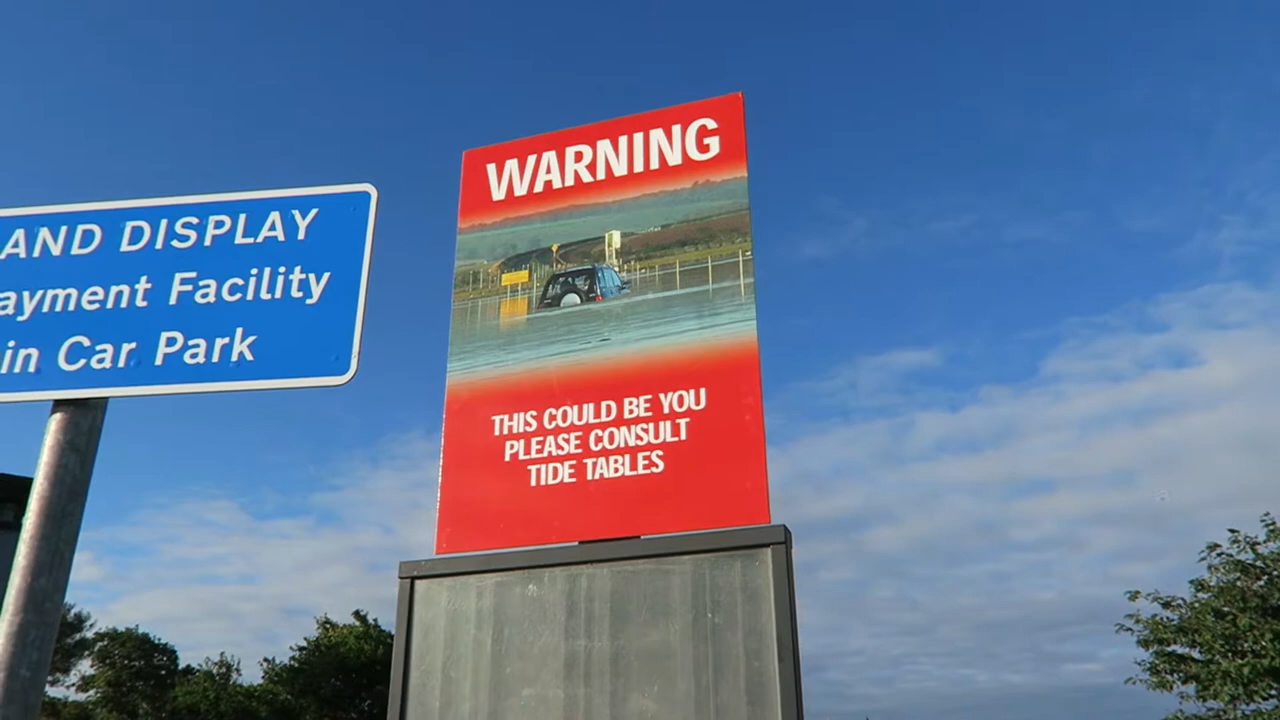 AND DISPLAY
ayment Facility
in Car Park
WARNING
THIS COULD BE YOU
PLEASE CONSULT
TIDE TABLES